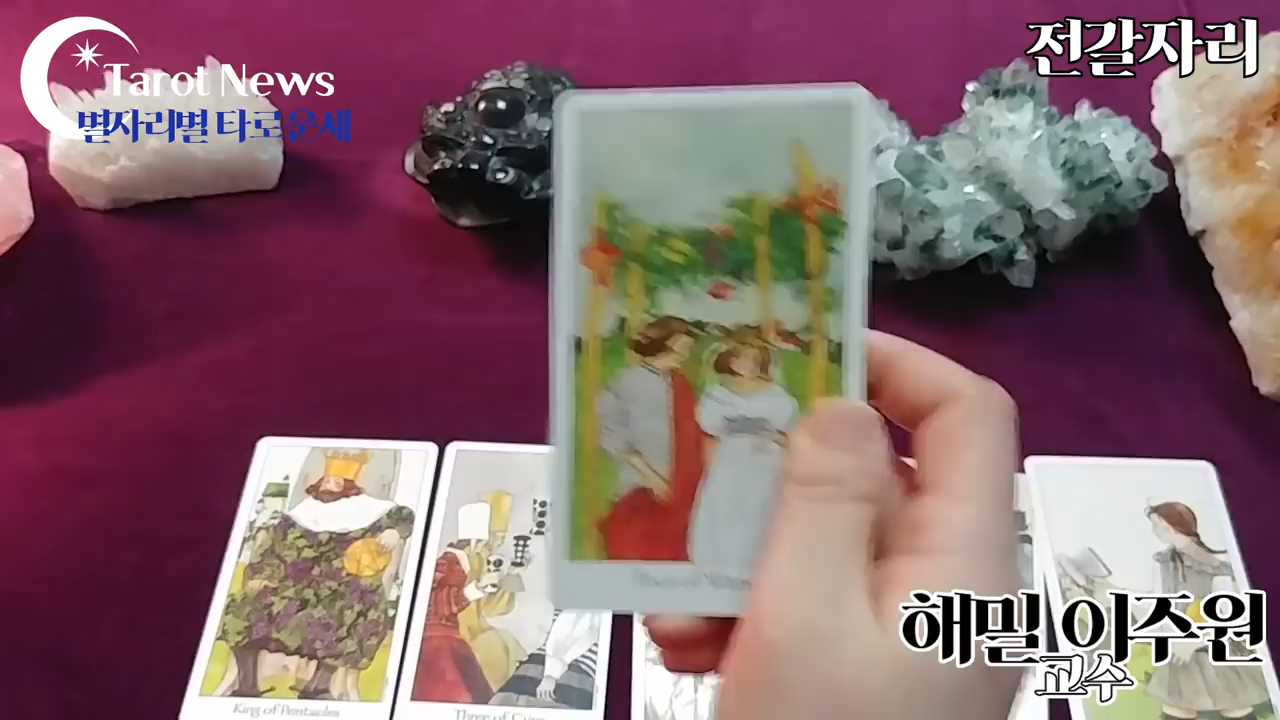 Tarot News
별자리별 타로 운세
전갈자리
King of Pentacles
Three of Cups
해밀 이주원
교수